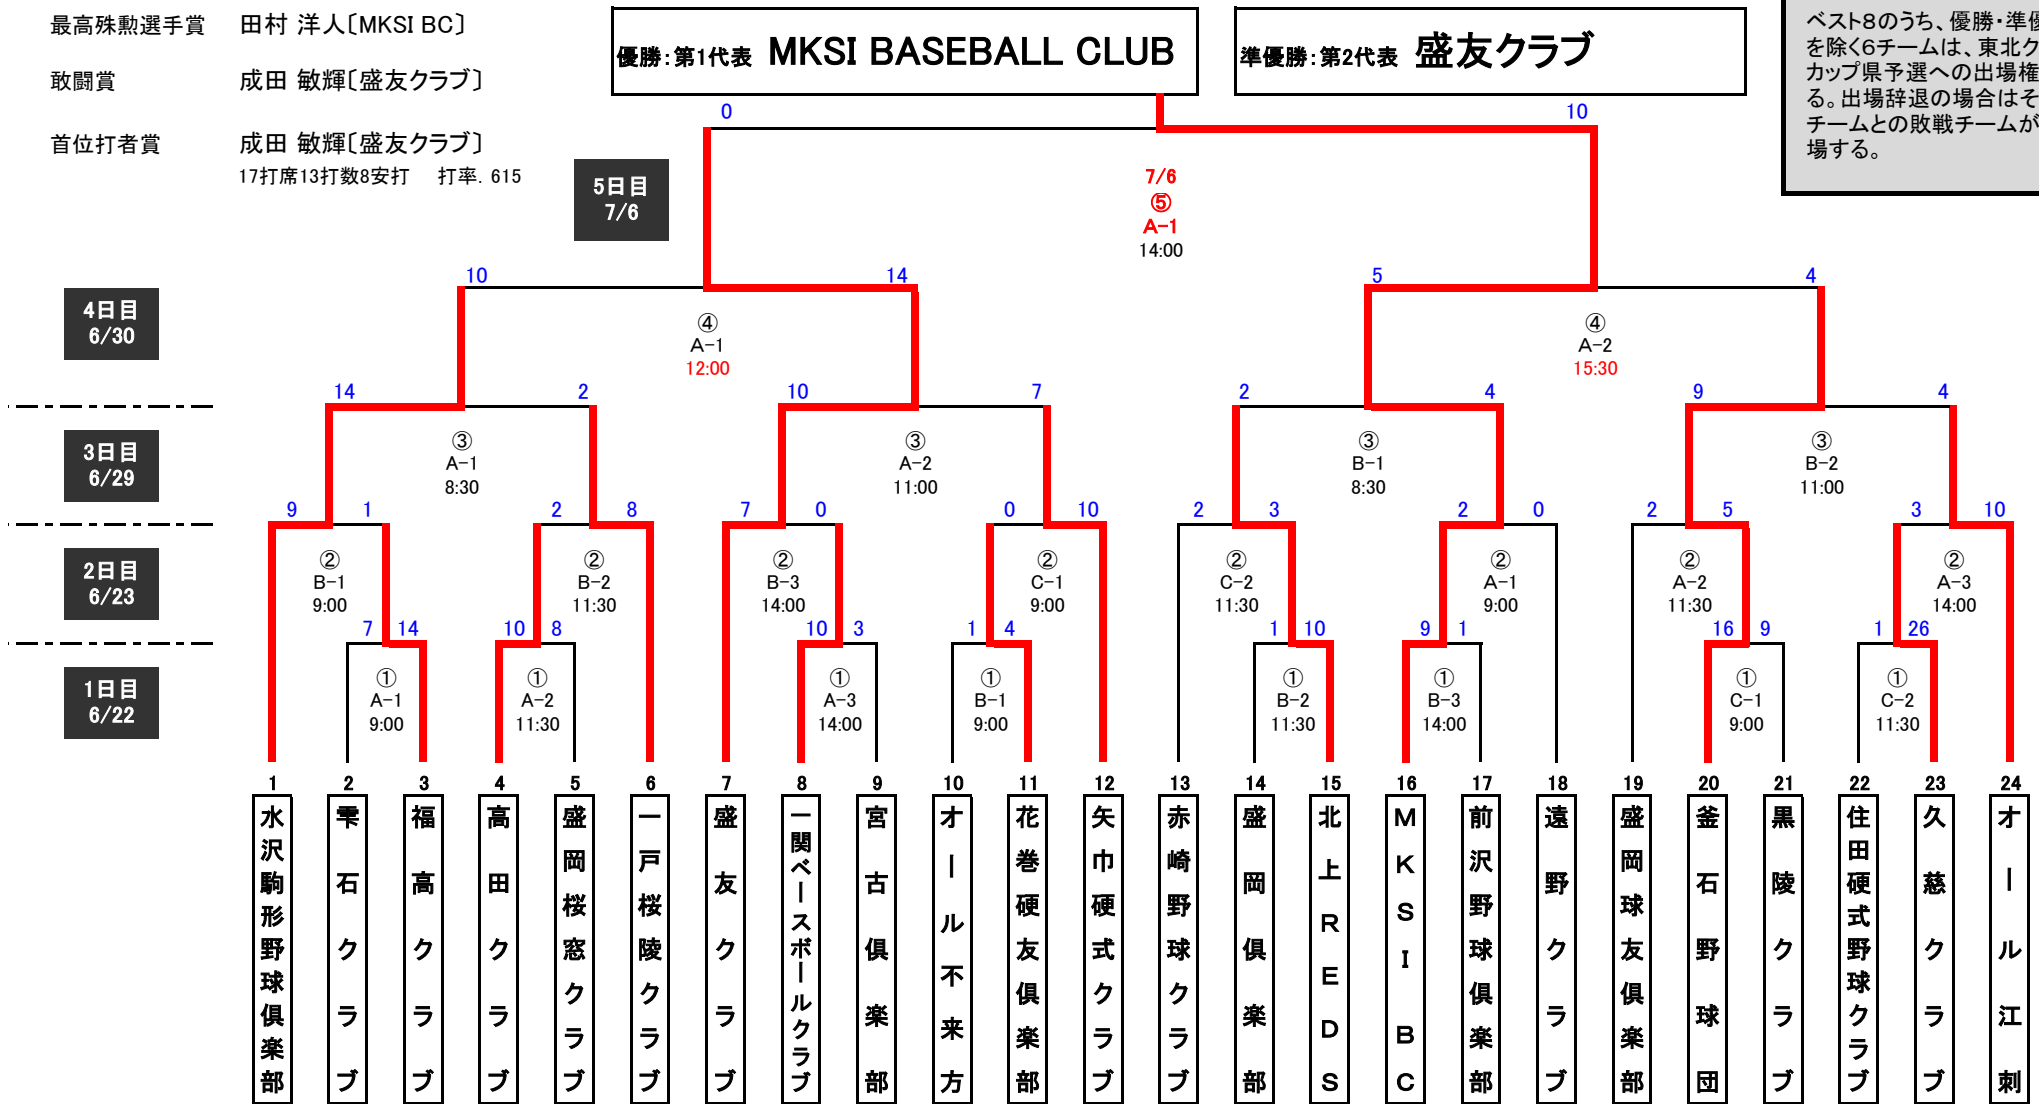 最高殊勲選手賞 田村 洋人〔MKSI BC〕
敢闘賞 成田 敏輝〔盛友クラブ〕
首位打者賞 成田 敏輝〔盛友クラブ〕
17打席13打数8安打 打率. 615
優勝:第1代表 MKSI BASEBALL CLUB
準優勝:第2代表 盛友クラブ
ベスト8のうち、優勝・準優
を除く6チームは、東北ク
カップ県予選への出場権
る。出場辞退の場合はそ
チームとの敗戦チームが
場する。
0 10
5日目
7/6
7/6
⑤
A-1
14:00
10 14 5 4
4日目
6/30
④ ④
A-1 A-2
12:00 15:30
14 2 10 7 2 4 9 4
3日目
6/29
③ ③ ③ ③
A-1 A-2 B-1 B-2
8:30 11:00 8:30 11:00
9 1 2 8 7 0 0 10 2 3 2 0 2 5 3 10
2日目
6/23
② ② ② ② ② ② ② ②
B-1 B-2 B-3 C-1 C-2 A-1 A-2 A-3
9:00 11:30 14:00 9:00 11:30 9:00 11:30 14:00
7 14 10 8 10 3 1 4 1 10 9 1 16 9 1 26
1日目
6/22
① ① ① ① ① ① ① ①
A-1 A-2 A-3 B-1 B-2 B-3 C-1 C-2
9:00 11:30 14:00 9:00 11:30 14:00 9:00 11:30
1 2 3 4 5 6 7 8 9 10 11 12 13 14 15 16 17 18 19 20 21 22 23 24
水沢駒形野球倶楽部
雫石クラブ
福高クラブ
高田クラブ
盛岡桜窓クラブ
一戸桜陵クラブ
盛友クラブ
一関ベースボールクラブ
宮古倶楽部
オール不来方
花巻硬友倶楽部
矢巾硬式クラブ
赤崎野球クラブ
盛岡倶楽部
北上REDS
MKSI BC
前沢野球倶楽部
遠野クラブ
盛岡球友倶楽部
釜石野球団
黒陵クラブ
住田硬式野球クラブ
久慈クラブ
オール江刺